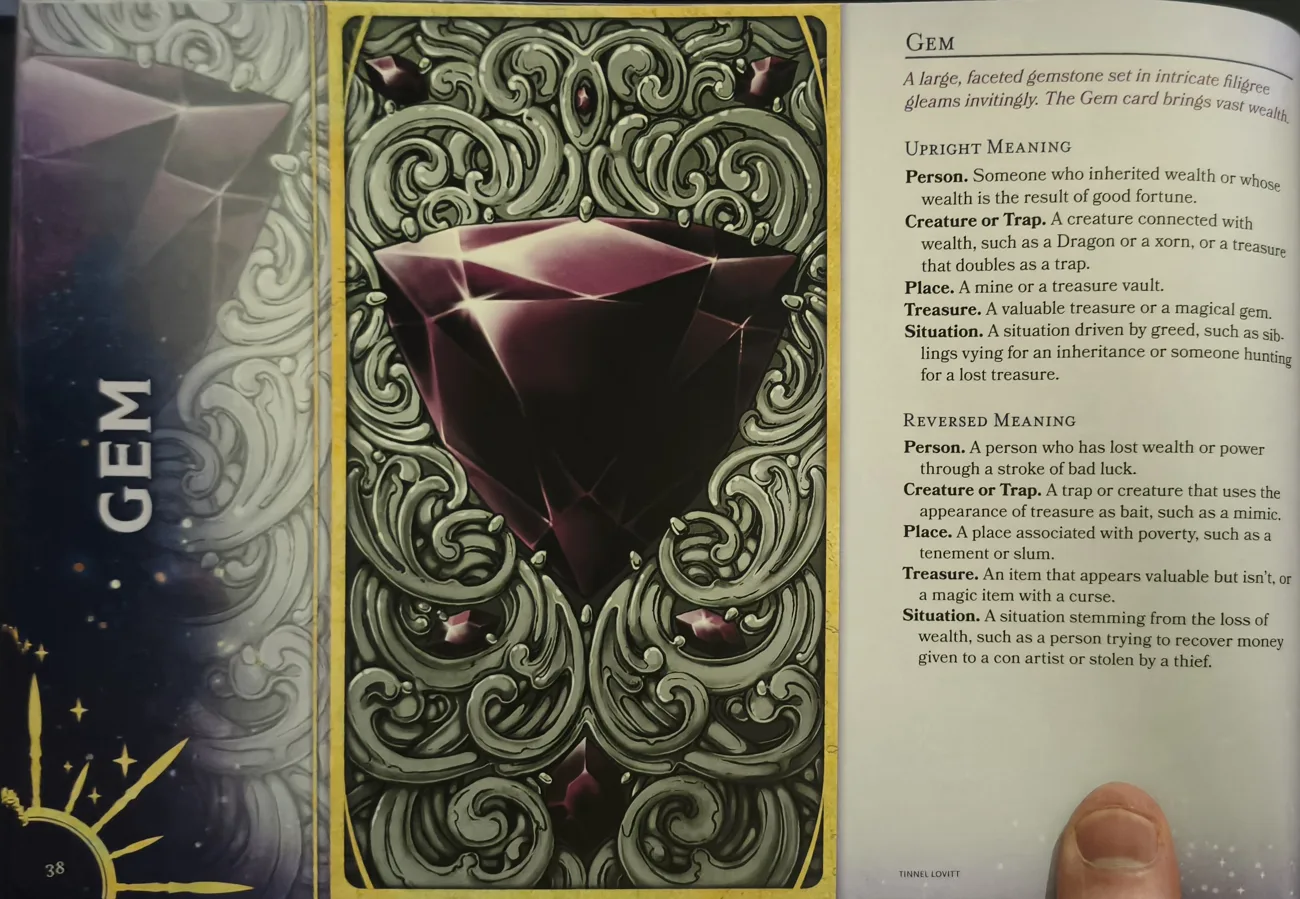 GEM
38
GEM
A large, faceted gemstone set in intricate filigree
gleams invitingly. The Gem card brings vast wealth.
UPRIGHT MEANING
Person. Someone who inherited wealth or whose
wealth is the result of good fortune.
Creature or Trap. A creature connected with
wealth, such as a Dragon or a xorn, or a treasure
that doubles as a trap.
Place. A mine or a treasure vault.
Treasure. A valuable treasure or a magical gem.
Situation. A situation driven by greed, such as sib-
lings vying for an inheritance or someone hunting
for a lost treasure.
REVERSED MEANING
Person. A person who has lost wealth or power
through a stroke of bad luck.
Creature or Trap. A trap or creature that uses the
appearance of treasure as bait, such as a mimic.
Place. A place associated with poverty, such as a
tenement or slum.
Treasure. An item that appears valuable but isn't, or
a magic item with a curse.
Situation. A situation stemming from the loss of
wealth, such as a person trying to recover money
given to a con artist or stolen by a thief.
TINNEL LOVITT